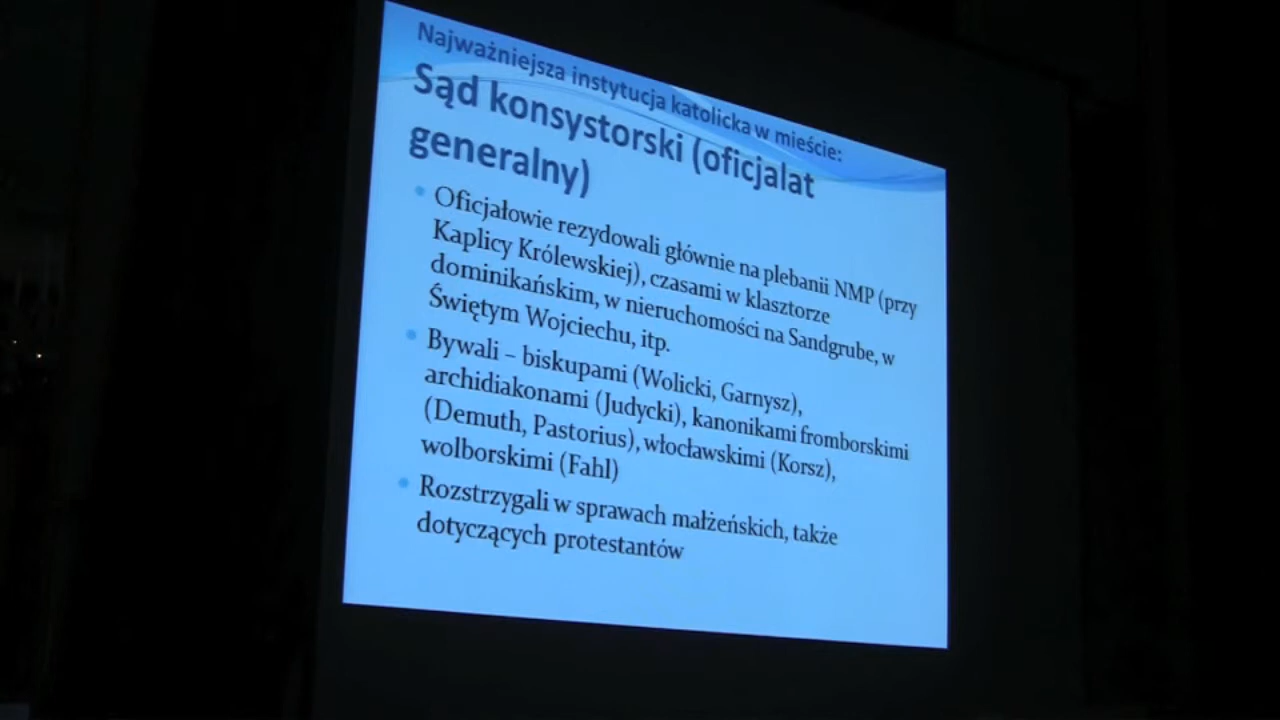 Najważniejsza instytucja katolicka w mieście:
Sąd konsystorski (oficjalat
generalny)
Oficjałowie rezydowali głównie na plebanii NMP (przy
Kaplicy Królewskiej), czasami w klasztorze
dominikańskim, w nieruchomości na Sandgrube, w
Świętym Wojciechu, itp.
Bywali – biskupami (Wolicki, Garnysz),
archidiakonami (Judycki), kanonikami fromborskimi
(Demuth, Pastorius), włocławskimi (Korsz),
wolborskimi (Fahl)
Rozstrzygali w sprawach małżeńskich, także
dotyczących protestantów